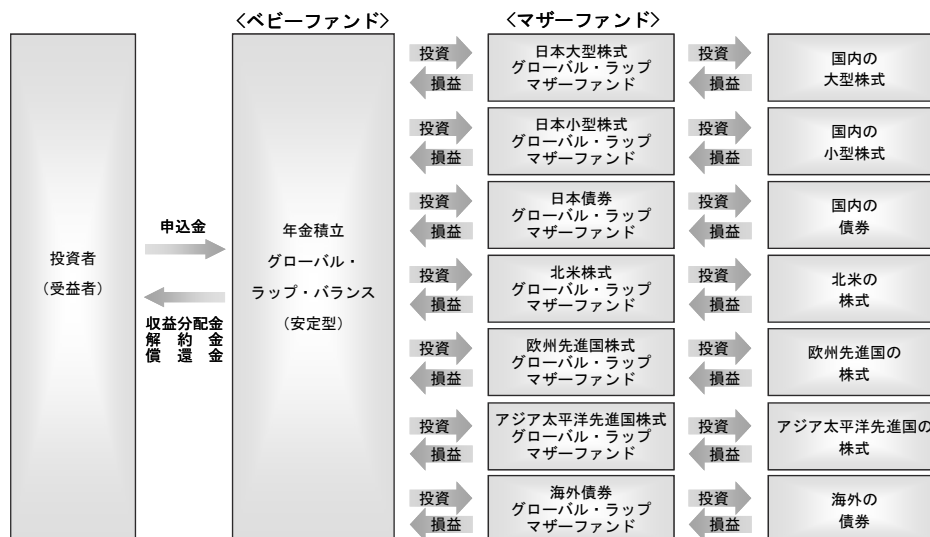 ＜ベビーファンド＞
＜マザーファンド＞
投資者
（受益者）
申込金
収益分配金
解約金
償還金
年金積立
グローバル・
ラップ・バランス
（安定型）
投資
損益
日本大型株式
グローバル・ラップ
マザーファンド
投資
損益
国内の
大型株式
投資
損益
日本小型株式
グローバル・ラップ
マザーファンド
投資
損益
国内の
小型株式
投資
損益
日本債券
グローバル・ラップ
マザーファンド
投資
損益
国内の
債券
投資
損益
北米株式
グローバル・ラップ
マザーファンド
投資
損益
北米の
株式
投資
損益
欧州先進国株式
グローバル・ラップ
マザーファンド
投資
損益
欧州先進国の
株式
投資
損益
アジア太平洋先進国株式
グローバル・ラップ
マザーファンド
投資
損益
アジア太平洋先進国の
株式
投資
損益
海外債券
グローバル・ラップ
マザーファンド
投資
損益
海外の
債券